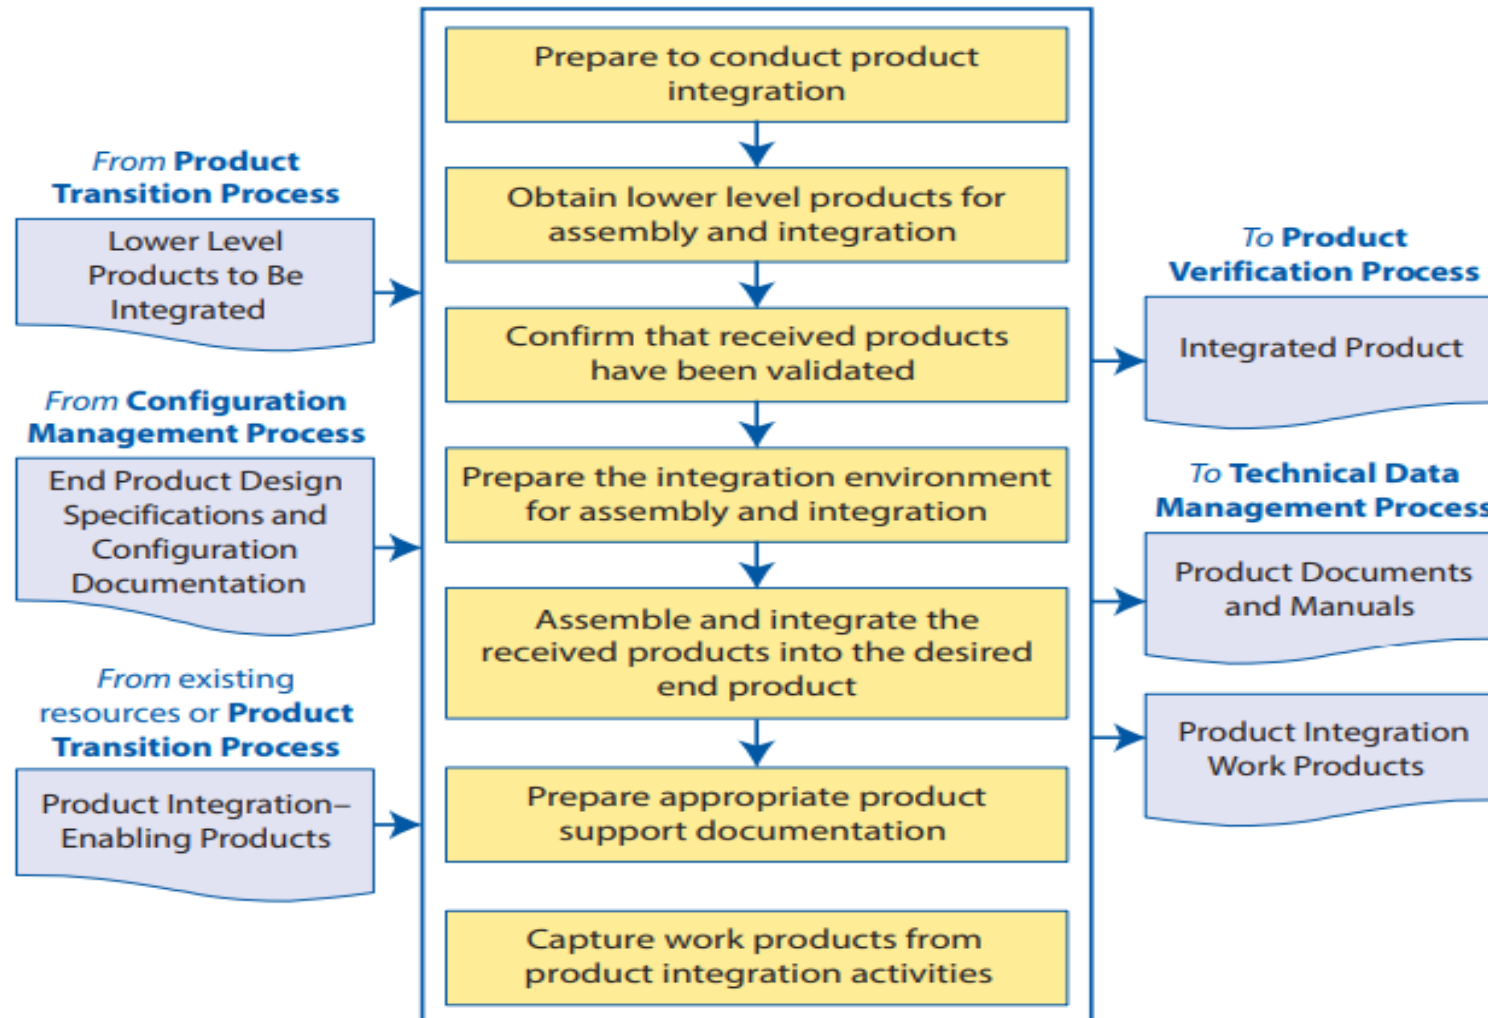 Prepare to conduct product
integration
From Product
Transition Process
Lower Level
Products to Be
Integrated
From Configuration
Management Process
End Product Design
Specifications and
Configuration
Documentation
From existing
resources or Product
Transition Process
Product Integration–
Enabling Products
Obtain lower level products for
assembly and integration
Confirm that received products
have been validated
Prepare the integration environment
for assembly and integration
Assemble and integrate the
received products into the desired
end product
Prepare appropriate product
support documentation
Capture work products from
product integration activities
To Product
Verification Process
Integrated Product
To Technical Data
Management Process
Product Documents
and Manuals
Product Integration
Work Products